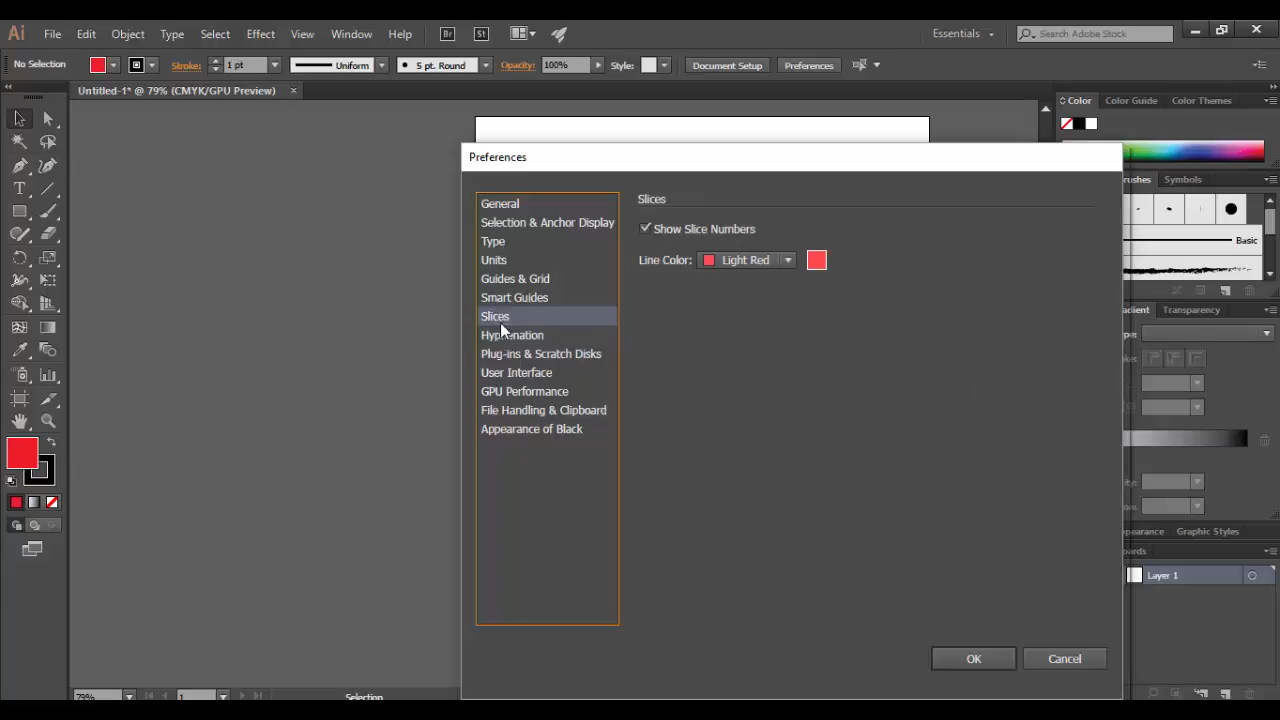 Ai File Edit Object Type Select Effect View Window Help Br St Essentials Search Adobe Stock
No Selection Stroke: 1 pt Uniform 5 pt. Round Opacity: 100% Style: Document Setup Preferences
Untitled-1* @ 79% (CMYK/GPU Preview)
Color Color Guide Color Themes
Symbols
Basic
Transparency
Graphic Styles
Layer 1
Preferences
General
Selection & Anchor Display
Type
Units
Guides & Grid
Smart Guides
Slices
Hyphenation
Plug-ins & Scratch Disks
User Interface
GPU Performance
File Handling & Clipboard
Appearance of Black
Slices
Show Slice Numbers
Line Color: Light Red
OK Cancel
79% 1 Selection